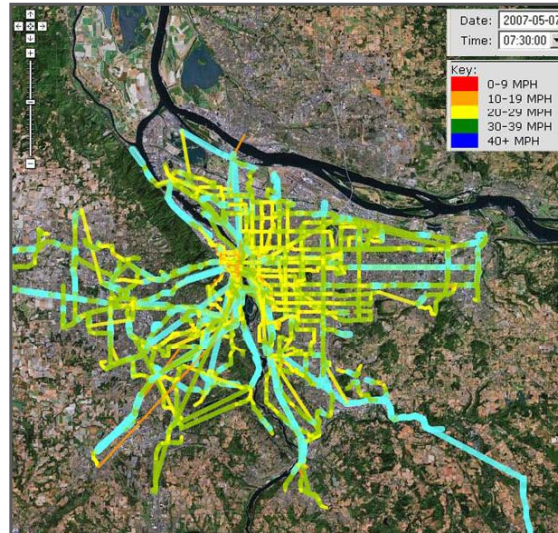 Date: 2007-05-07
Time: 07:30:00
Key:
0-9 MPH
10-19 MPH
20-29 MPH
30-39 MPH
40+ MPH